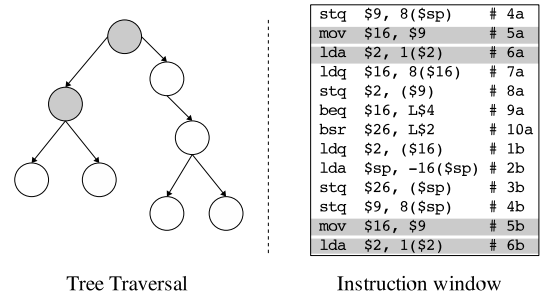 stq $9, 8($sp) # 4a
mov $16, $9 # 5a
lda $2, 1($2) # 6a
ldq $16, 8($16) # 7a
stq $2, ($9) # 8a
beq $16, L$4 # 9a
bsr $26, L$2 # 10a
ldq $2, ($16) # 1b
lda $sp, -16($sp) # 2b
stq $26, ($sp) # 3b
stq $9, 8($sp) # 4b
mov $16, $9 # 5b
lda $2, 1($2) # 6b
Tree Traversal
Instruction window